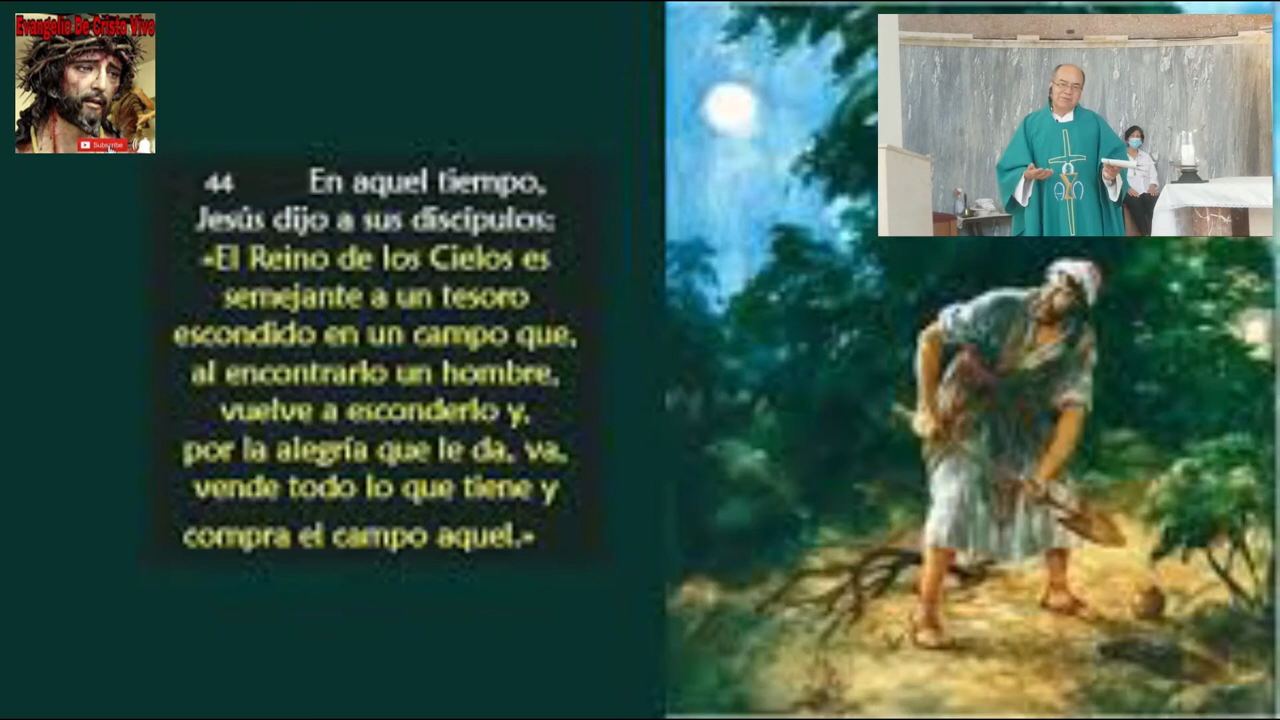 Evangelio De Cristo Vivo
Subscribe
44 En aquel tiempo,
Jesús dijo a sus discípulos:
«El Reino de los Cielos es
semejante a un tesoro
escondido en un campo que,
al encontrarlo un hombre,
vuelve a esconderlo y,
por la alegría que le da, va,
vende todo lo que tiene y
compra el campo aquel.»